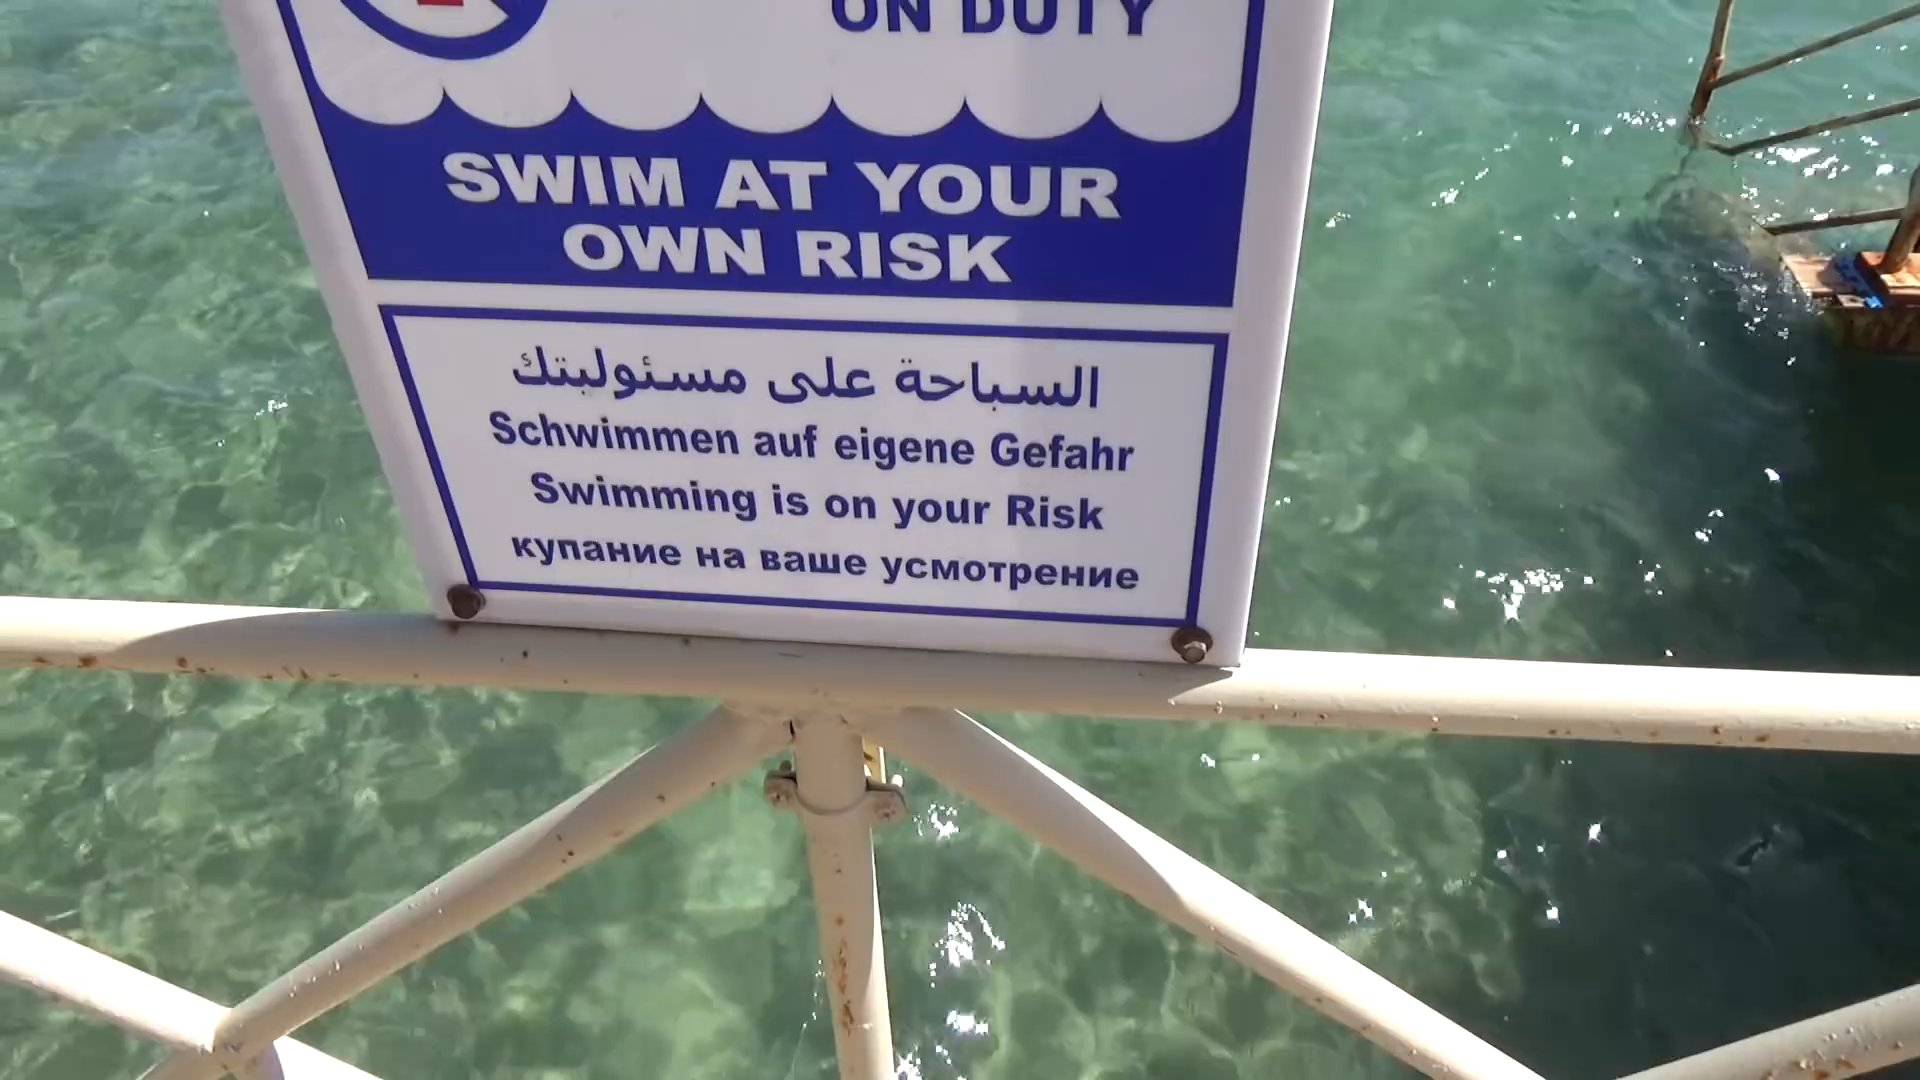 ON DUTY
SWIM AT YOUR
OWN RISK
السباحة على مسئوليتك
Schwimmen auf eigene Gefahr
Swimming is on your Risk
купание на ваше усмотрение